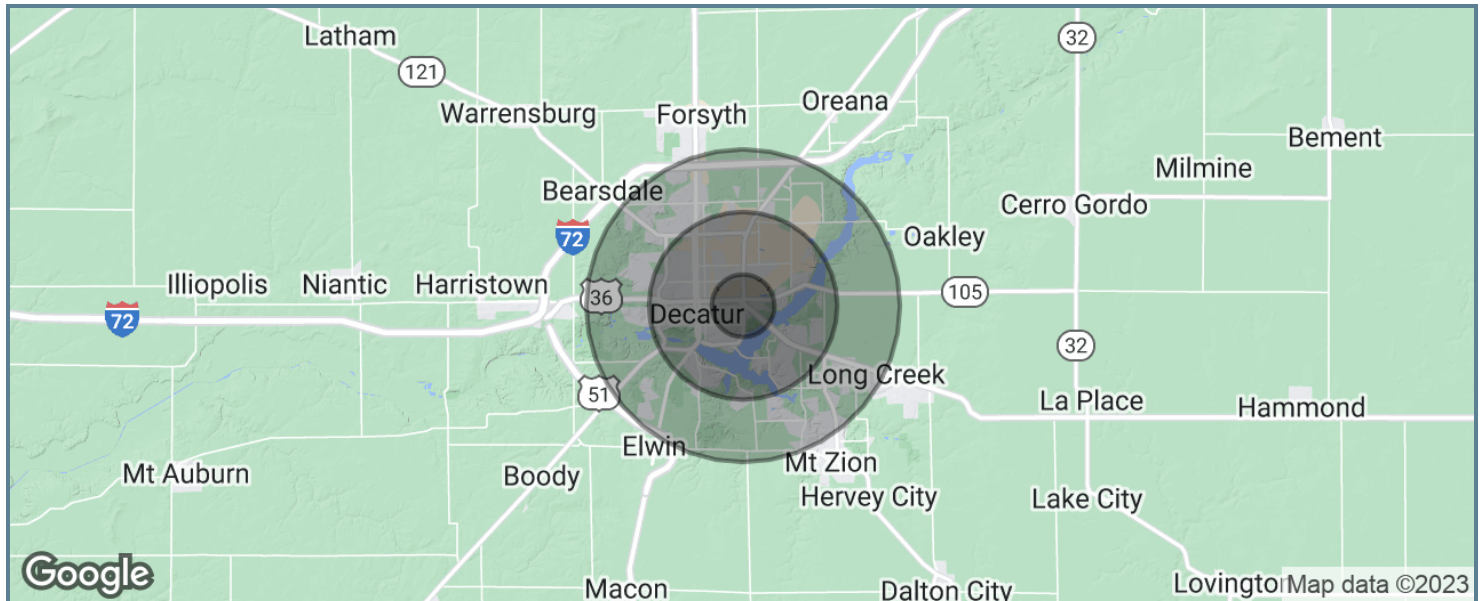 Latham
32
121
Oreana
Warrensburg
Forsyth
Bement
Milmine
Bearsdale
Cerro Gordo
72
Oakley
Illiopolis
Niantic
Harristown
36
105
Decatur
72
32
Long Creek
51
La Place
Hammond
Elwin
Mt Auburn
Boody
Mt Zion
Hervey City
Lake City
Google
Macon
Dalton City
Lovington
Map data ©2023